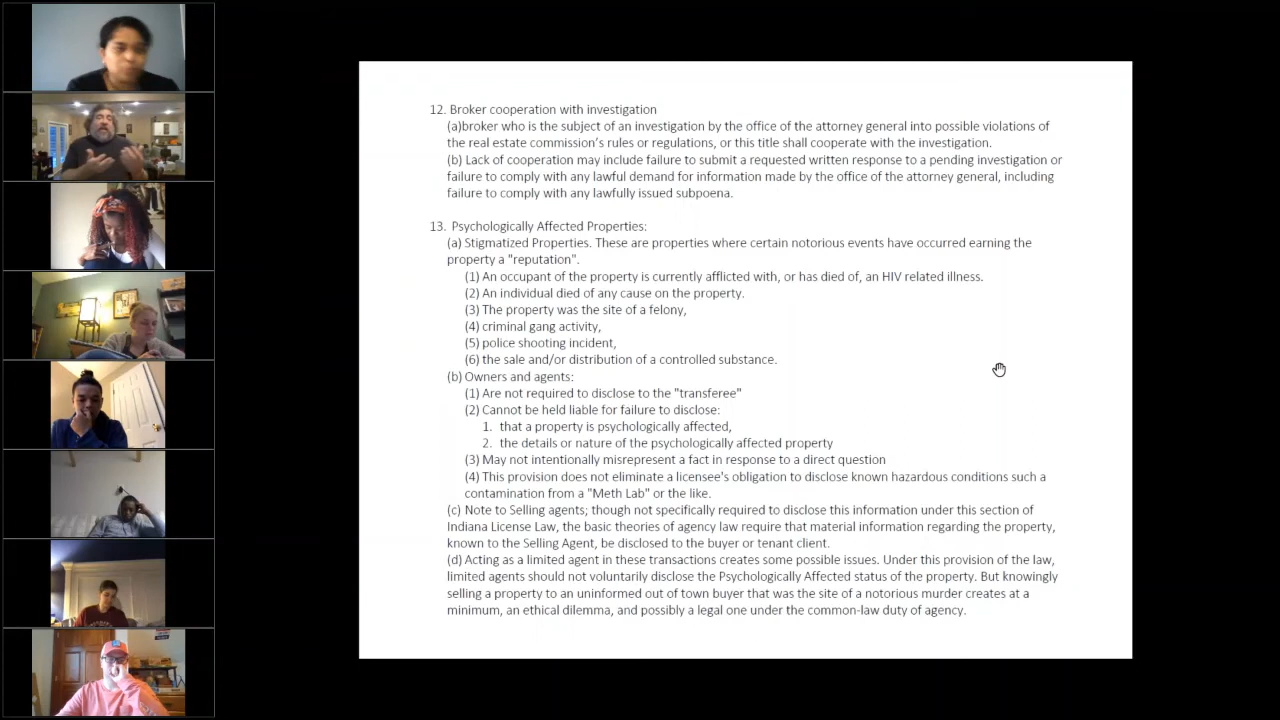 12. Broker cooperation with investigation
(a)broker who is the subject of an investigation by the office of the attorney general into possible violations of
the real estate commission's rules or regulations, or this title shall cooperate with the investigation.
(b) Lack of cooperation may include failure to submit a requested written response to a pending investigation or
failure to comply with any lawful demand for information made by the office of the attorney general, including
failure to comply with any lawfully issued subpoena.
13. Psychologically Affected Properties:
(a) Stigmatized Properties. These are properties where certain notorious events have occurred earning the
property a "reputation".
(1) An occupant of the property is currently afflicted with, or has died of, an HIV related illness.
(2) An individual died of any cause on the property.
(3) The property was the site of a felony,
(4) criminal gang activity,
(5) police shooting incident,
(6) the sale and/or distribution of a controlled substance.
(b) Owners and agents:
(1) Are not required to disclose to the "transferee"
(2) Cannot be held liable for failure to disclose:
1. that a property is psychologically affected,
2. the details or nature of the psychologically affected property
(3) May not intentionally misrepresent a fact in response to a direct question
(4) This provision does not eliminate a licensee's obligation to disclose known hazardous conditions such a
contamination from a "Meth Lab" or the like.
(c) Note to Selling agents; though not specifically required to disclose this information under this section of
Indiana License Law, the basic theories of agency law require that material information regarding the property,
known to the Selling Agent, be disclosed to the buyer or tenant client.
(d) Acting as a limited agent in these transactions creates some possible issues. Under this provision of the law,
limited agents should not voluntarily disclose the Psychologically Affected status of the property. But knowingly
selling a property to an uninformed out of town buyer that was the site of a notorious murder creates at a
minimum, an ethical dilemma, and possibly a legal one under the common-law duty of agency.